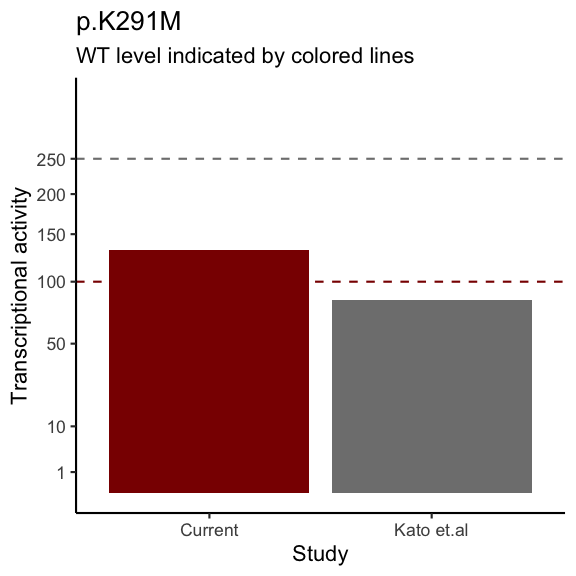 p.K291M
WT level indicated by colored lines
Transcriptional activity
250
200
150
100
50
10
1
Current
Kato et.al
Study